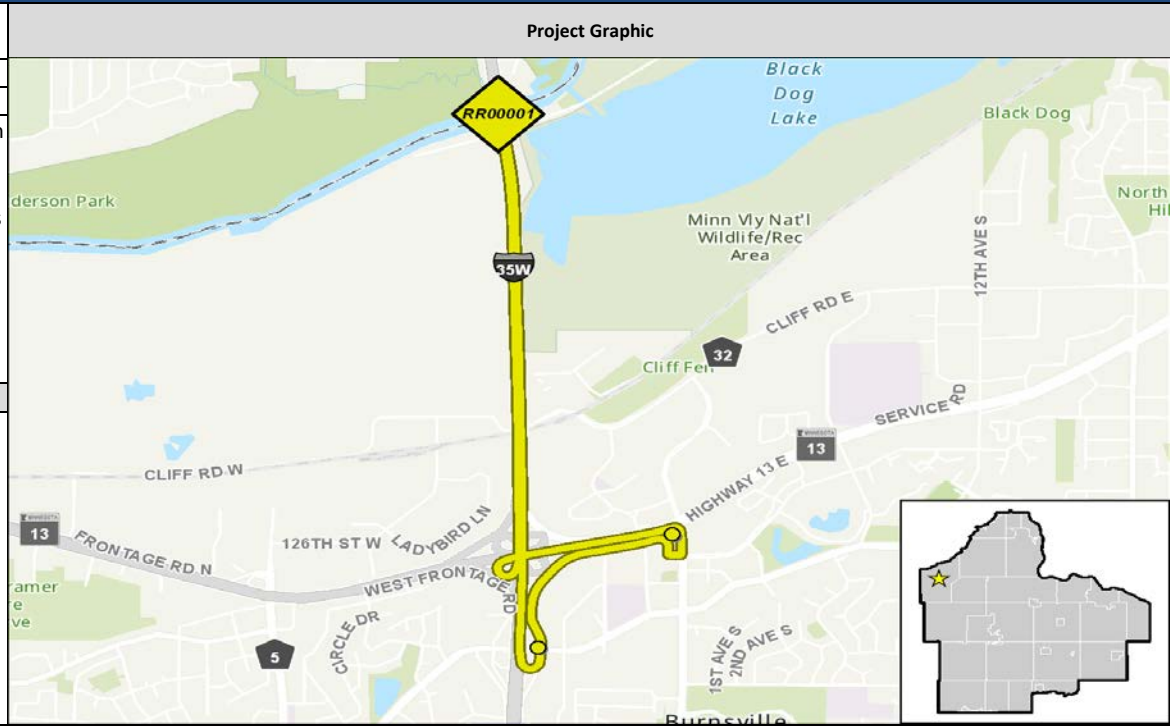 Project Graphic
Black
Dog
Lake
RR00001
Black Dog
n
derson Park
North
Hil
s
Minn Vly Nat'l
Wildlife/Rec
Area
12TH AVE S
35W
CLIFF RD E
32
Cliff Fen
SERVICE RD
MINNESOTA
13
CLIFF RD W
HIGHWAY 13 E
MINNESOTA
13
FRONTAGE RD N
126TH ST W
LADYBIRD LN
WEST FRONTAGE RD
ramer
re
ve
CIRCLE DR
5
1ST AVE S
2ND AVE S
Burnsville